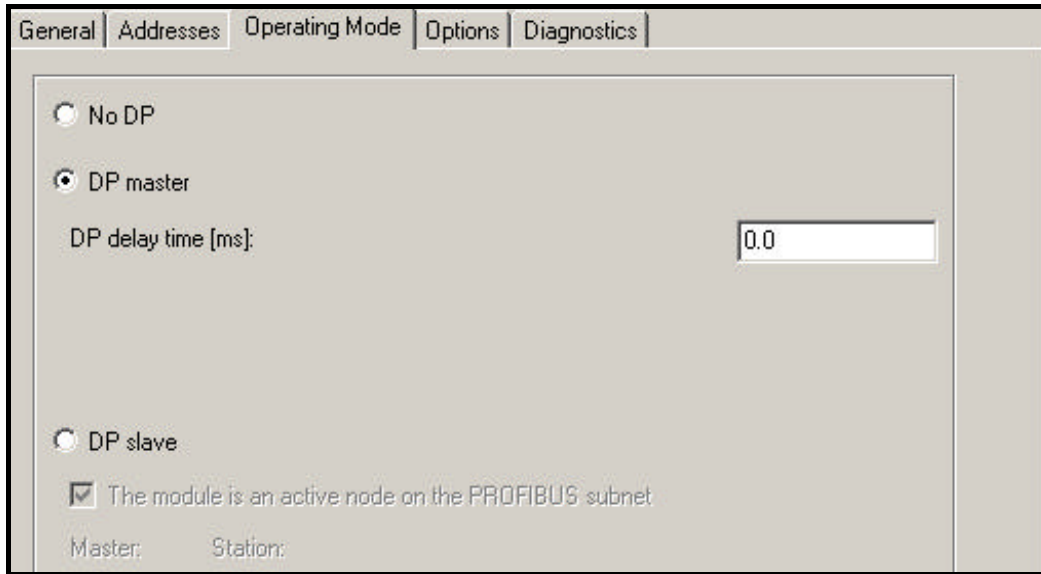 General Addresses Operating Mode Options Diagnostics
No DP
DP master
DP delay time [ms]: 0.0
DP slave
The module is an active node on the PROFIBUS subnet
Master: Station: